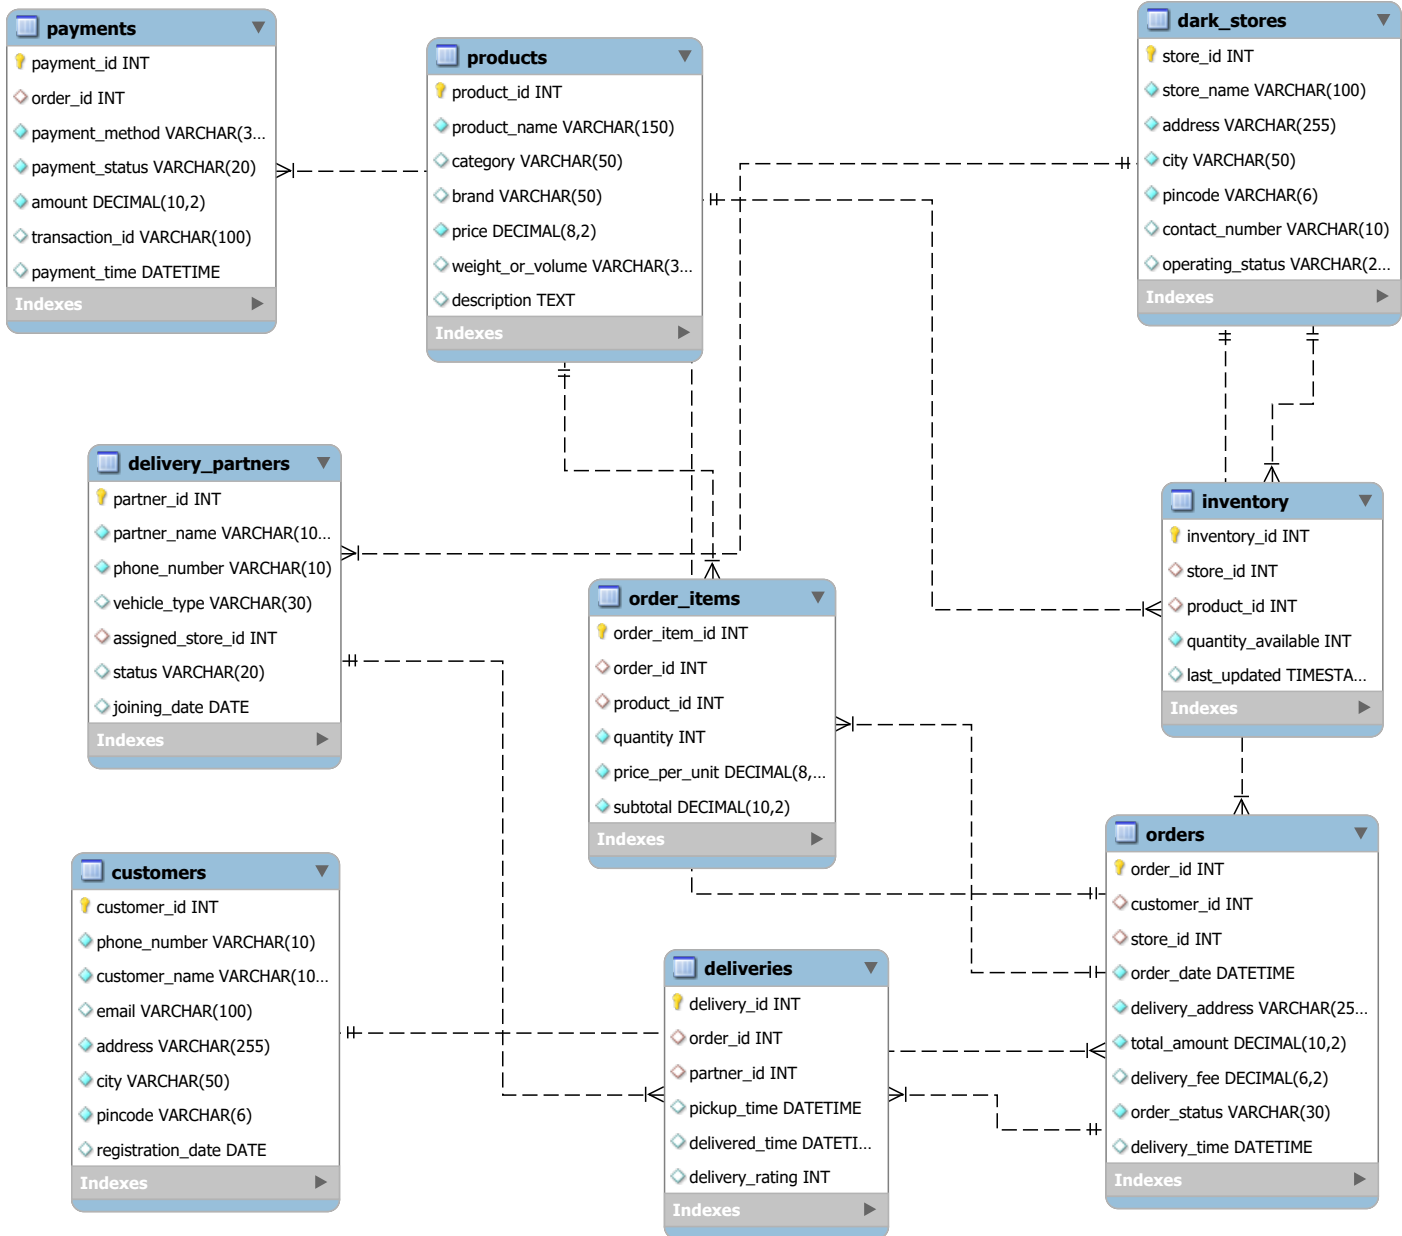 payments
payment_id INT
order_id INT
payment_method VARCHAR(3...
payment_status VARCHAR(20)
amount DECIMAL(10,2)
transaction_id VARCHAR(100)
payment_time DATETIME
Indexes
products
product_id INT
product_name VARCHAR(150)
category VARCHAR(50)
brand VARCHAR(50)
price DECIMAL(8,2)
weight_or_volume VARCHAR(3...
description TEXT
Indexes
dark_stores
store_id INT
store_name VARCHAR(100)
address VARCHAR(255)
city VARCHAR(50)
pincode VARCHAR(6)
contact_number VARCHAR(10)
operating_status VARCHAR(2...
Indexes
delivery_partners
partner_id INT
partner_name VARCHAR(10...
phone_number VARCHAR(10)
vehicle_type VARCHAR(30)
assigned_store_id INT
status VARCHAR(20)
joining_date DATE
Indexes
order_items
order_item_id INT
order_id INT
product_id INT
quantity INT
price_per_unit DECIMAL(8,...
subtotal DECIMAL(10,2)
Indexes
inventory
inventory_id INT
store_id INT
product_id INT
quantity_available INT
last_updated TIMESTA...
Indexes
customers
customer_id INT
phone_number VARCHAR(10)
customer_name VARCHAR(10...
email VARCHAR(100)
address VARCHAR(255)
city VARCHAR(50)
pincode VARCHAR(6)
registration_date DATE
Indexes
deliveries
delivery_id INT
order_id INT
partner_id INT
pickup_time DATETIME
delivered_time DATETI...
delivery_rating INT
Indexes
orders
order_id INT
customer_id INT
store_id INT
order_date DATETIME
delivery_address VARCHAR(25...
total_amount DECIMAL(10,2)
delivery_fee DECIMAL(6,2)
order_status VARCHAR(30)
delivery_time DATETIME
Indexes